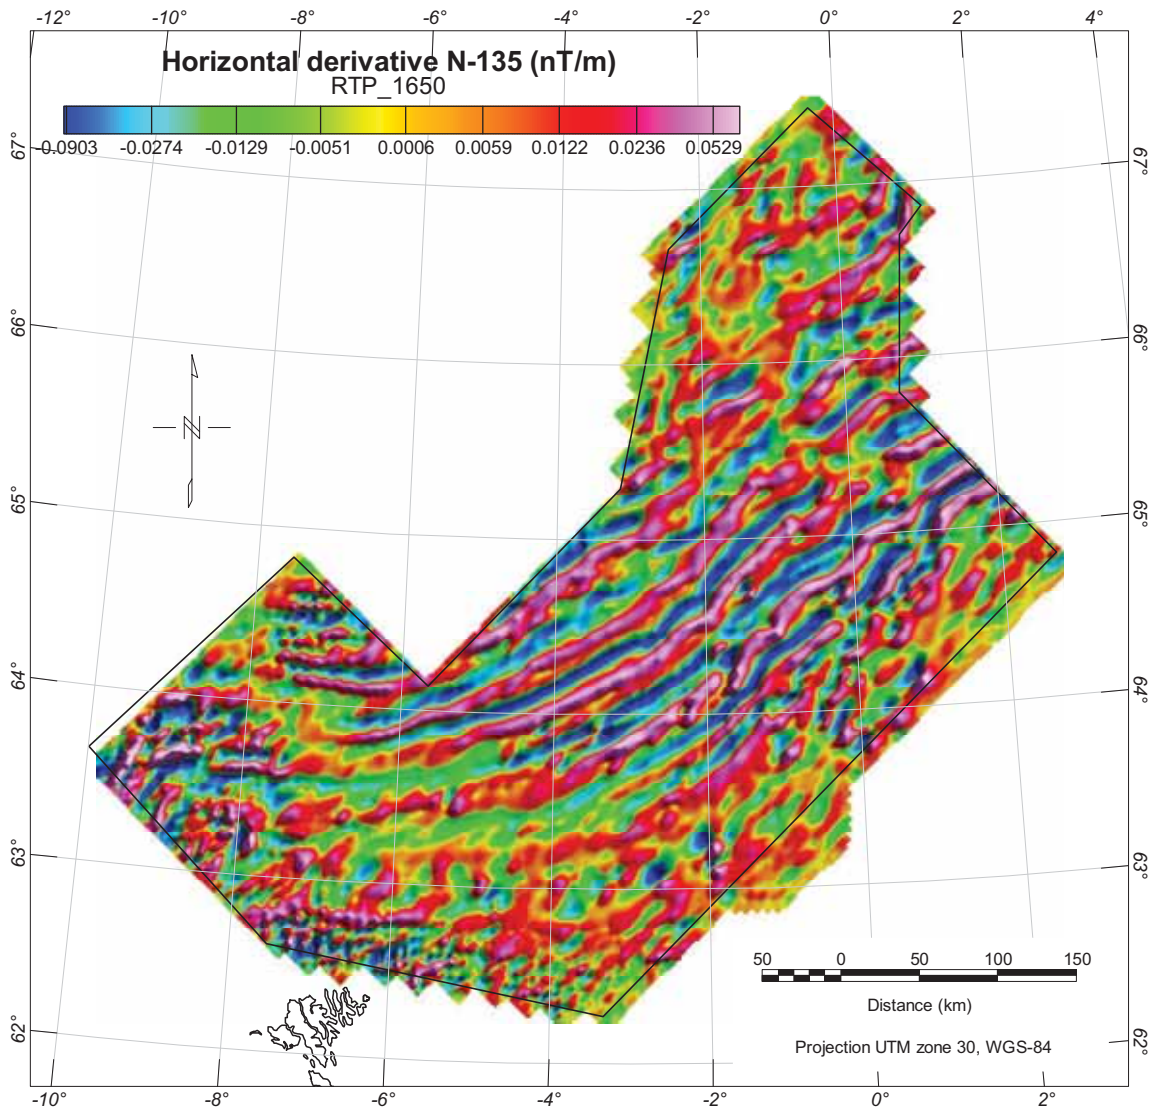 -12° -10° -8° -6° -4° -2° 0° 2° 4°
Horizontal derivative N-135 (nT/m)
RTP_1650
-0.0903 -0.0274 -0.0129 -0.0051 0.0006 0.0059 0.0122 0.0236 0.0529
67° 67°
66° 66°
N
65° 65°
64° 64°
63° 63°
50 0 50 100 150
Distance (km)
62° 62°
Projection UTM zone 30, WGS-84
-10° -8° -6° -4° -2° 0° 2°